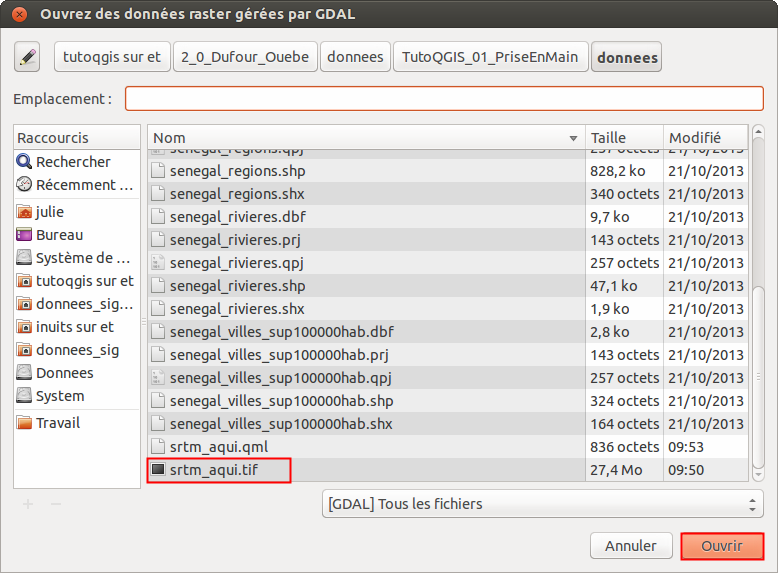 Ouvrez des données raster gérées par GDAL
tutoqgis sur et 2_0_Dufour_Ouebe donnees TutoQGIS_01_PriseEnMain donnees
Emplacement :
Raccourcis
Rechercher
Récemment ...
julie
Bureau
Système de ...
tutoqgis sur et
donnees_sig...
inuits sur et
donnees_sig
Donnees
System
Travail
Nom Taille Modifié
senegal_regions.qpj 257 octets 21/10/2013
senegal_regions.shp 828,2 ko 21/10/2013
senegal_regions.shx 340 octets 21/10/2013
senegal_rivieres.dbf 9,7 ko 21/10/2013
senegal_rivieres.prj 143 octets 21/10/2013
senegal_rivieres.qpj 257 octets 21/10/2013
senegal_rivieres.shp 47,1 ko 21/10/2013
senegal_rivieres.shx 1,9 ko 21/10/2013
senegal_villes_sup100000hab.dbf 2,8 ko 21/10/2013
senegal_villes_sup100000hab.prj 143 octets 21/10/2013
senegal_villes_sup100000hab.qpj 257 octets 21/10/2013
senegal_villes_sup100000hab.shp 324 octets 21/10/2013
senegal_villes_sup100000hab.shx 164 octets 21/10/2013
srtm_aqui.qml 836 octets 09:53
srtm_aqui.tif 27,4 Mo 09:50
[GDAL] Tous les fichiers
Annuler Ouvrir